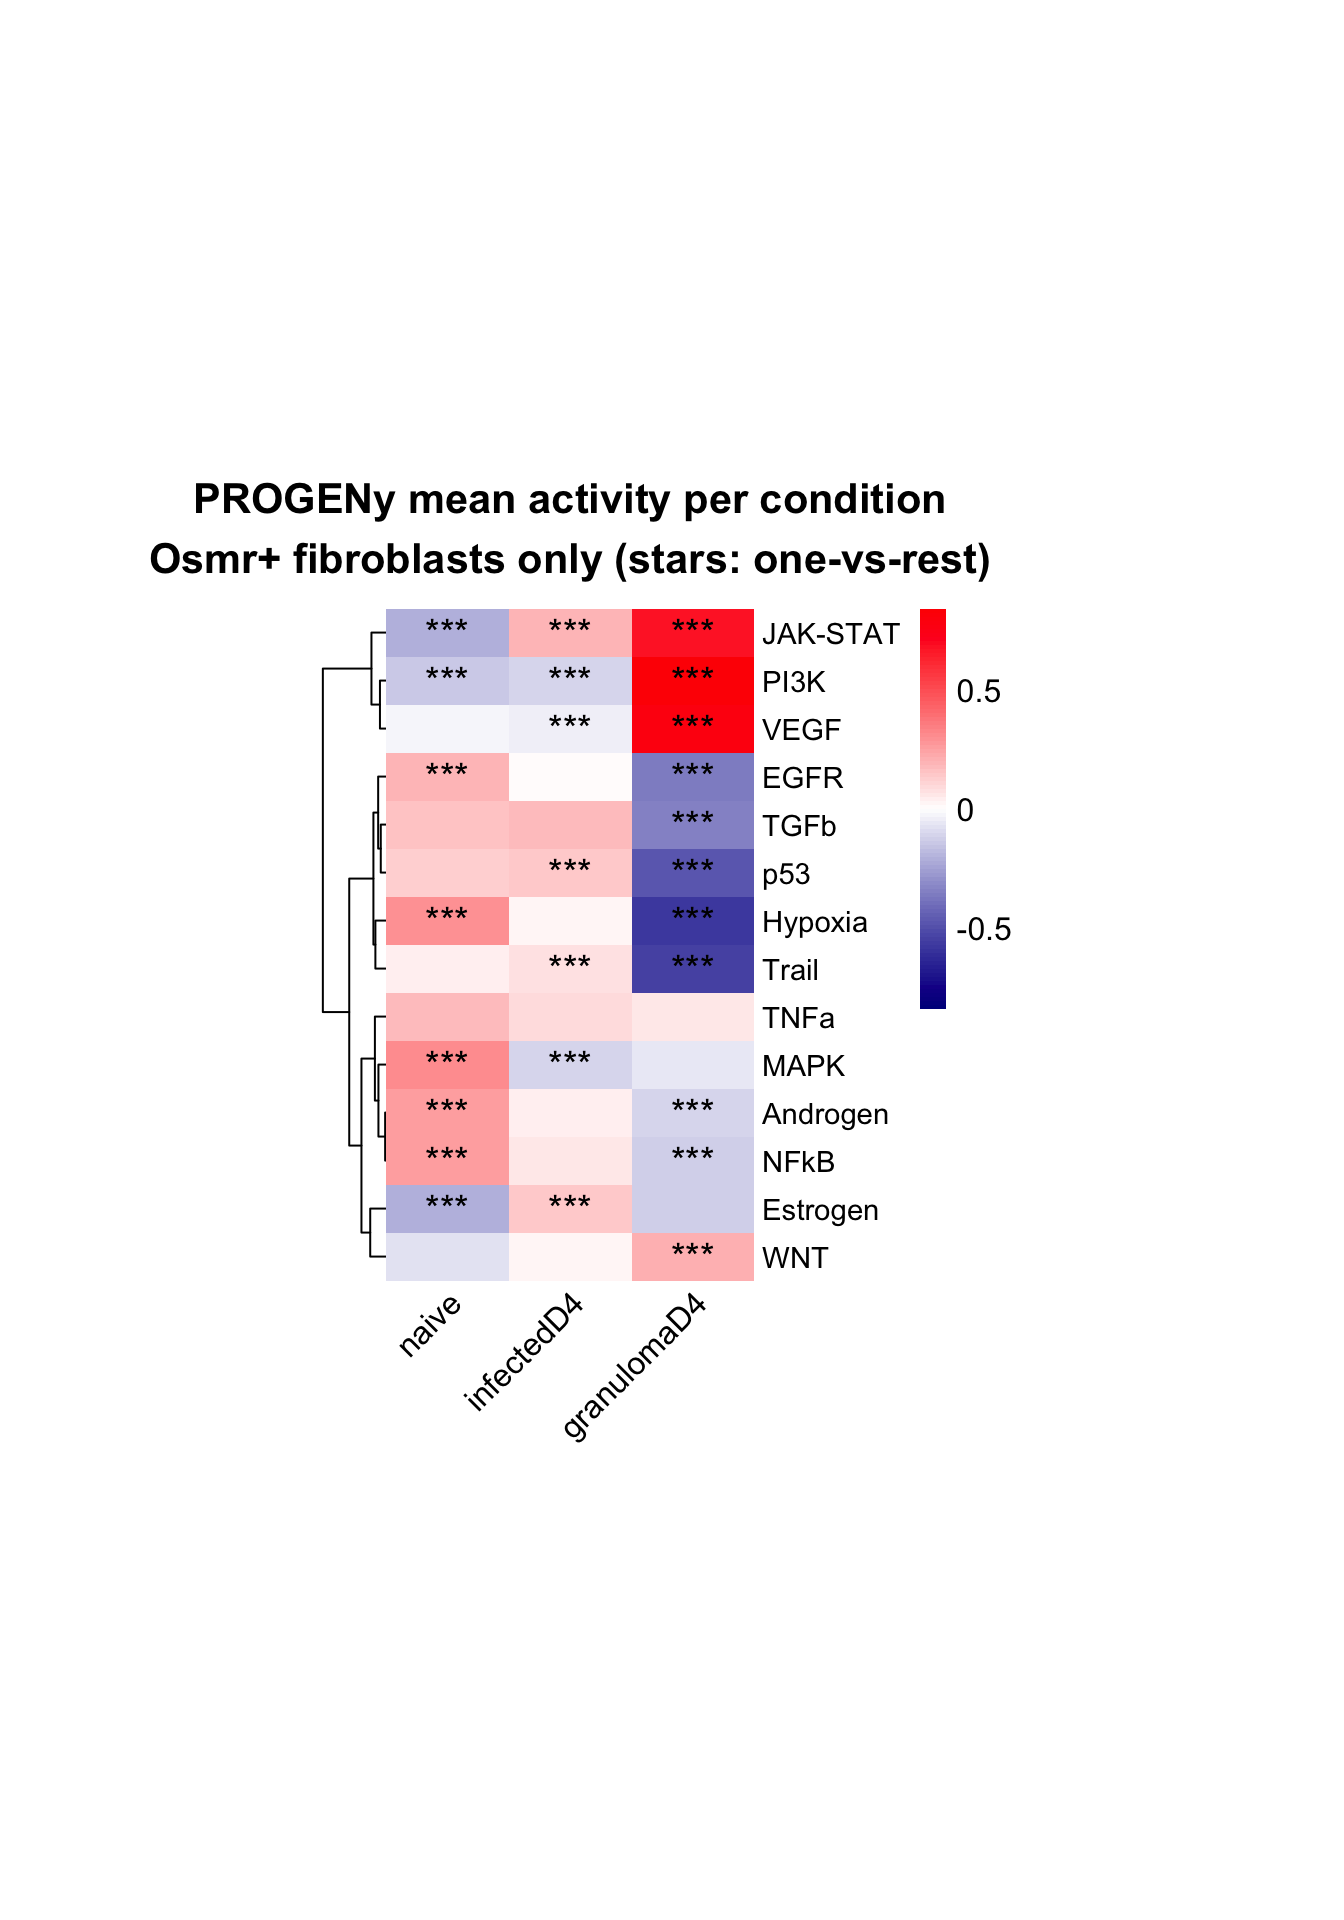 PROGENy mean activity per condition
Osmr+ fibroblasts only (stars: one-vs-rest)
*** *** *** JAK-STAT
*** *** *** PI3K
*** *** VEGF
*** *** EGFR
*** TGFb
*** *** p53
*** *** Hypoxia
*** *** Trail
TNFa
*** *** MAPK
*** *** Androgen
*** *** NFkB
*** *** Estrogen
*** WNT
0.5
0
-0.5
naive
infectedD4
granulomaD4